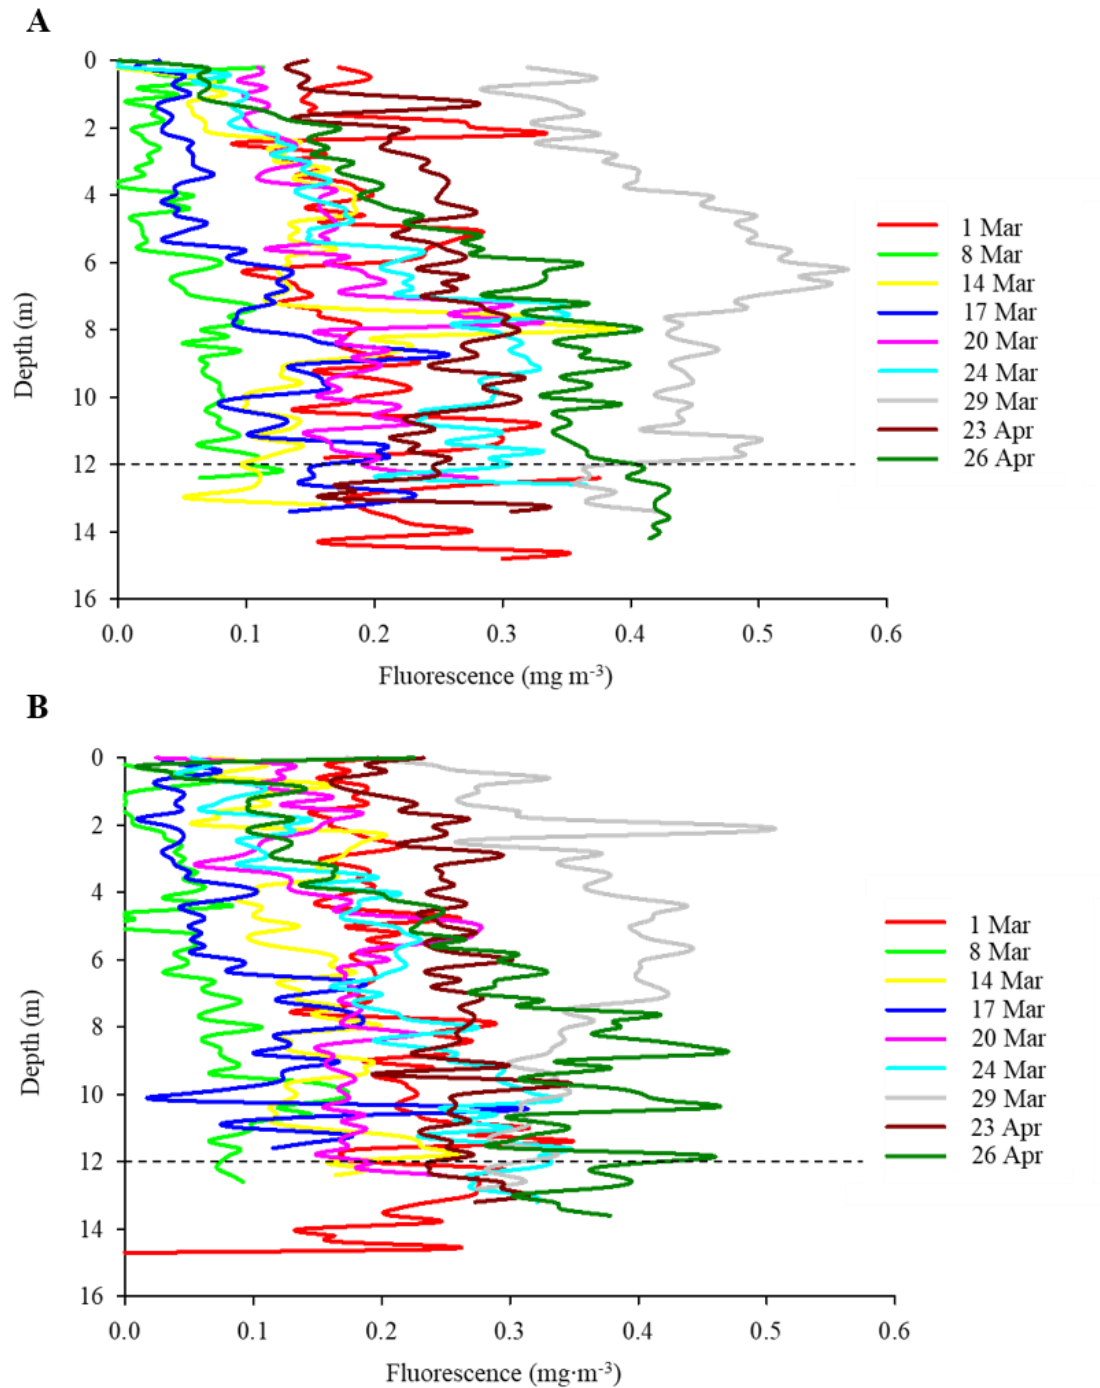 A
0
2
4
6
8
10
12
14
16
Depth (m)
0.0 0.1 0.2 0.3 0.4 0.5 0.6
Fluorescence (mg m-3)
1 Mar
8 Mar
14 Mar
17 Mar
20 Mar
24 Mar
29 Mar
23 Apr
26 Apr
B
0
2
4
6
8
10
12
14
16
Depth (m)
0.0 0.1 0.2 0.3 0.4 0.5 0.6
Fluorescence (mg·m-3)
1 Mar
8 Mar
14 Mar
17 Mar
20 Mar
24 Mar
29 Mar
23 Apr
26 Apr